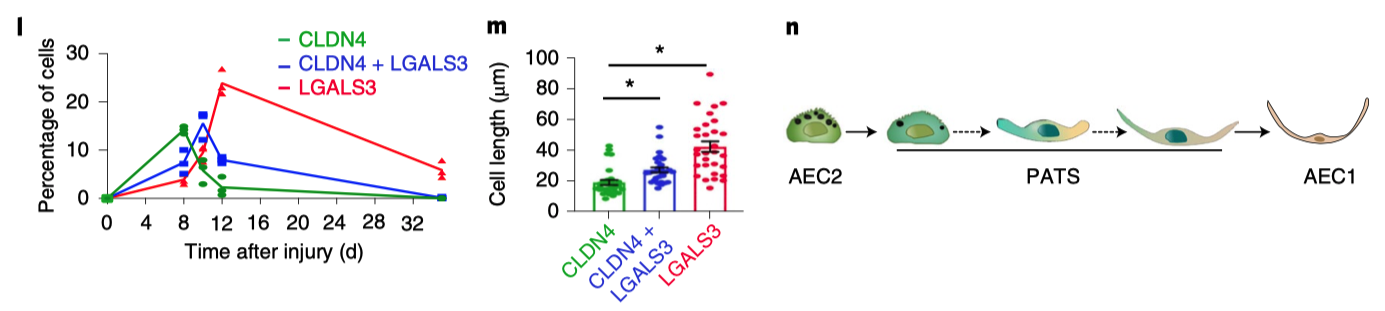 l
Percentage of cells
30
20
10
0
CLDN4
CLDN4 + LGALS3
LGALS3
0 4 8 12 16 20 24 28 32
Time after injury (d)
m
Cell length (μm)
100
80
60
40
20
0
*
*
CLDN4
CLDN4 +
LGALS3
LGALS3
n
AEC2
PATS
AEC1